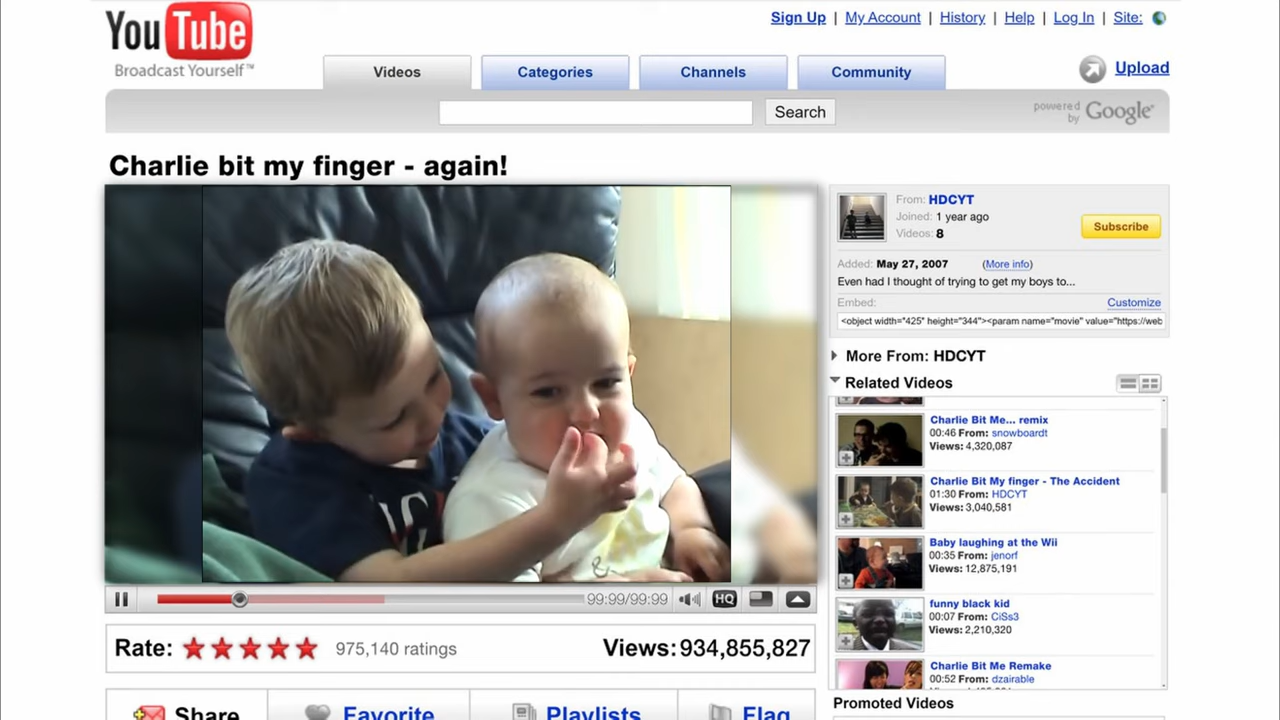 You Tube
Broadcast Yourself™
Sign Up | My Account | History | Help | Log In | Site:
Videos
Categories
Channels
Community
Upload
Search
powered by Google
Charlie bit my finger - again!
From: HDCYT
Joined: 1 year ago
Videos: 8
Subscribe
Added: May 27, 2007 (More info)
Even had I thought of trying to get my boys to...
Embed: Customize
<object width="425" height="344"><param name="movie" value="https://web
More From: HDCYT
Related Videos
Charlie Bit Me... remix
00:46 From: snowboardt
Views: 4,320,087
Charlie Bit My finger - The Accident
01:30 From: HDCYT
Views: 3,040,581
Baby laughing at the Wii
00:35 From: jenorf
Views: 12,875,191
funny black kid
00:07 From: CiSs3
Views: 2,210,320
Charlie Bit Me Remake
00:52 From: dzairable
Promoted Videos
99:99/99:99
HQ
Rate: 975,140 ratings Views: 934,855,827
Share
Favorite
Playlists
Flag